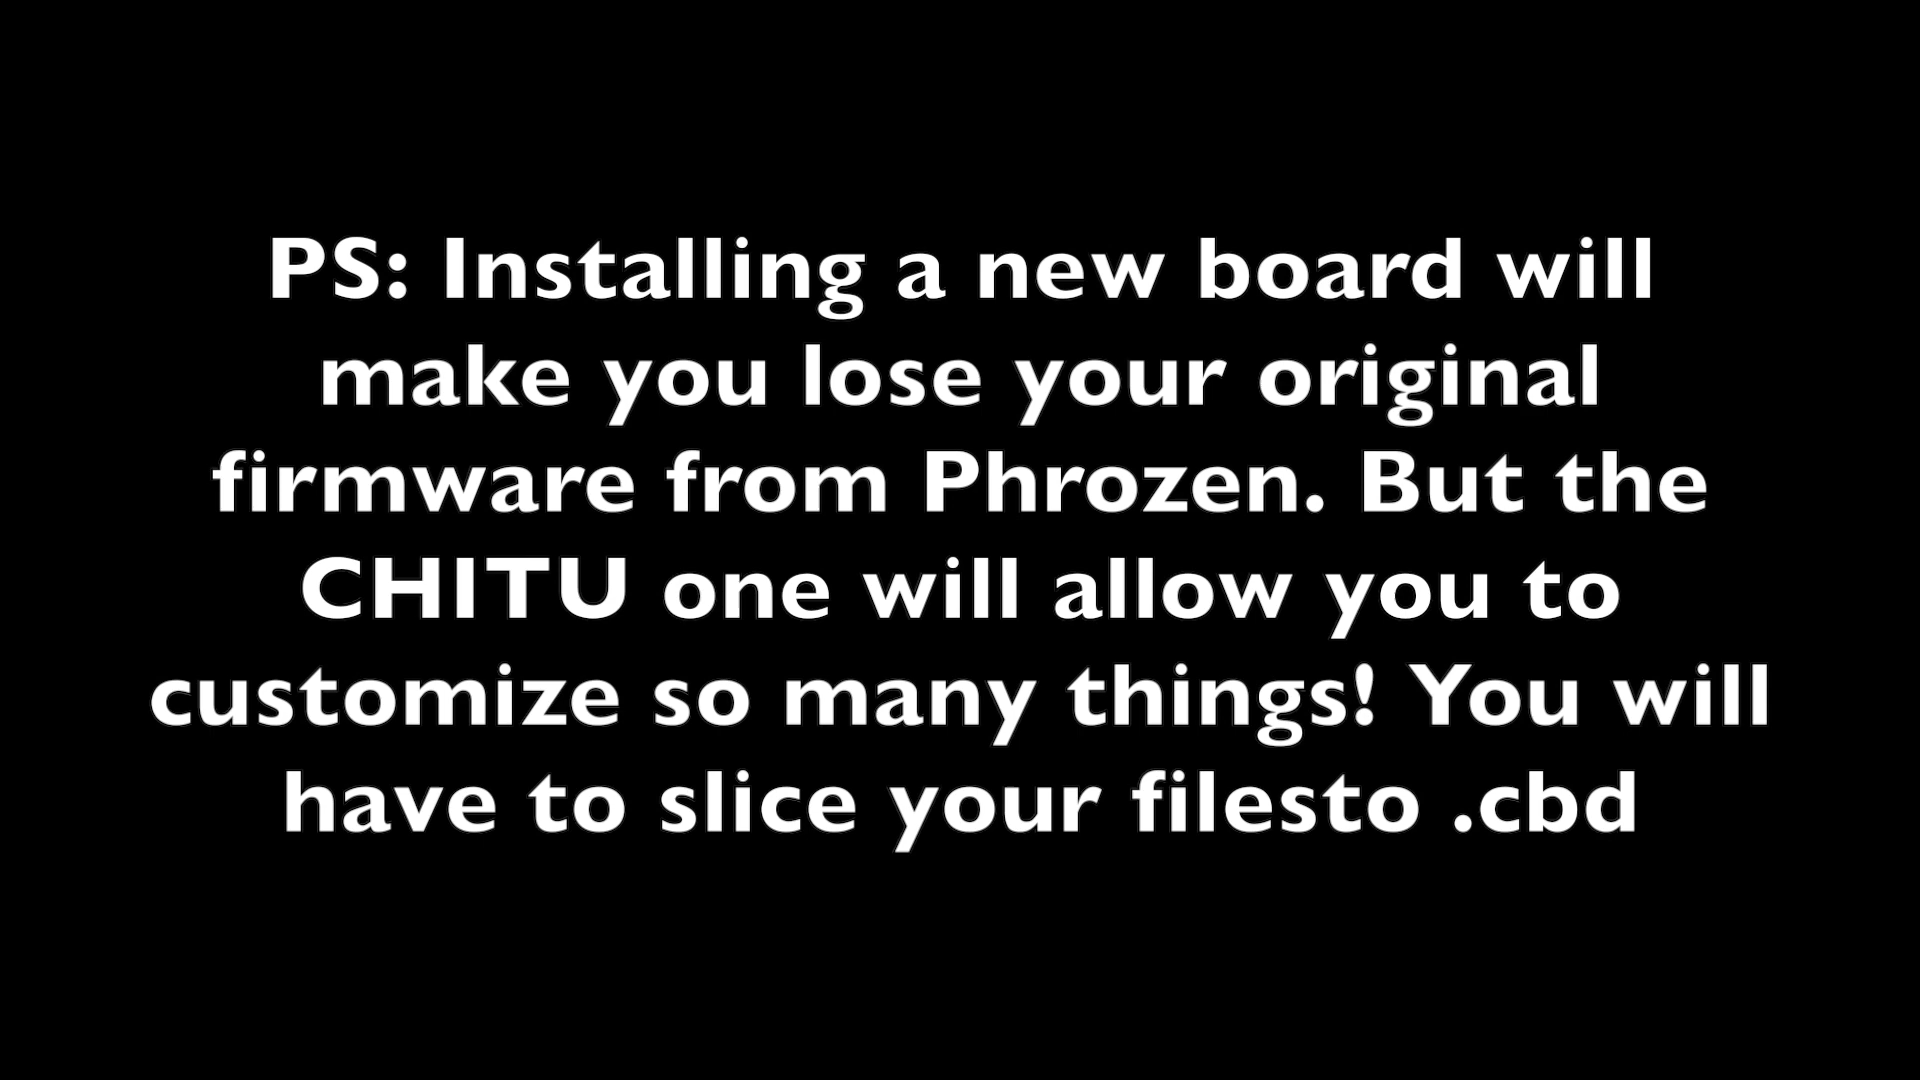 PS: Installing a new board will
make you lose your original
firmware from Phrozen. But the
CHITU one will allow you to
customize so many things! You will
have to slice your filesto .cbd